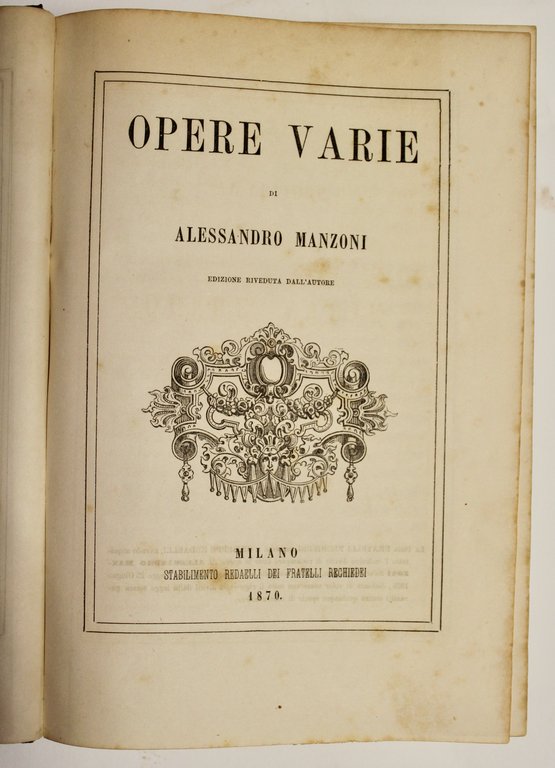 OPERE VARIE
DI
ALESSANDRO MANZONI
EDIZIONE RIVEDUTA DALL'AUTORE
MILANO
STABILIMENTO REDAELLI DEI FRATELLI RECHIEDEI
1870.